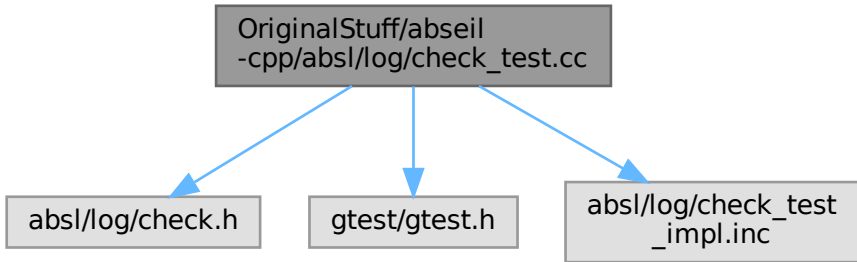 OriginalStuff/abseil
-cpp/absl/log/check_test.cc
absl/log/check.h
gtest/gtest.h
absl/log/check_test
_impl.inc